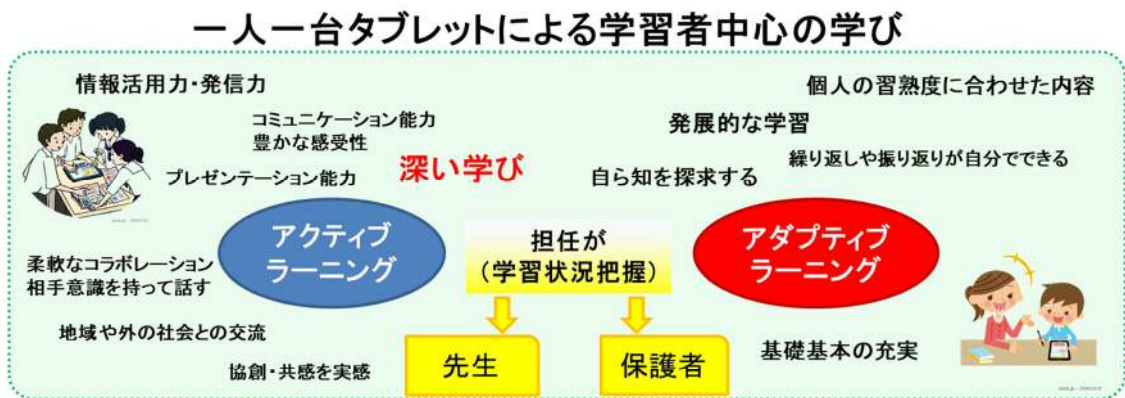 一人一台タブレットによる学習者中心の学び
情報活用力・発信力
個人の習熟度に合わせた内容
コミュニケーション能力
豊かな感受性
発展的な学習
繰り返しや振り返りが自分でできる
プレゼンテーション能力
深い学び
自ら知を探求する
アクティブ
ラーニング
担任が
(学習状況把握)
アダプティブ
ラーニング
柔軟なコラボレーション
相手意識を持って話す
地域や外の社会との交流
協創・共感を実感
先生
保護者
基礎基本の充実